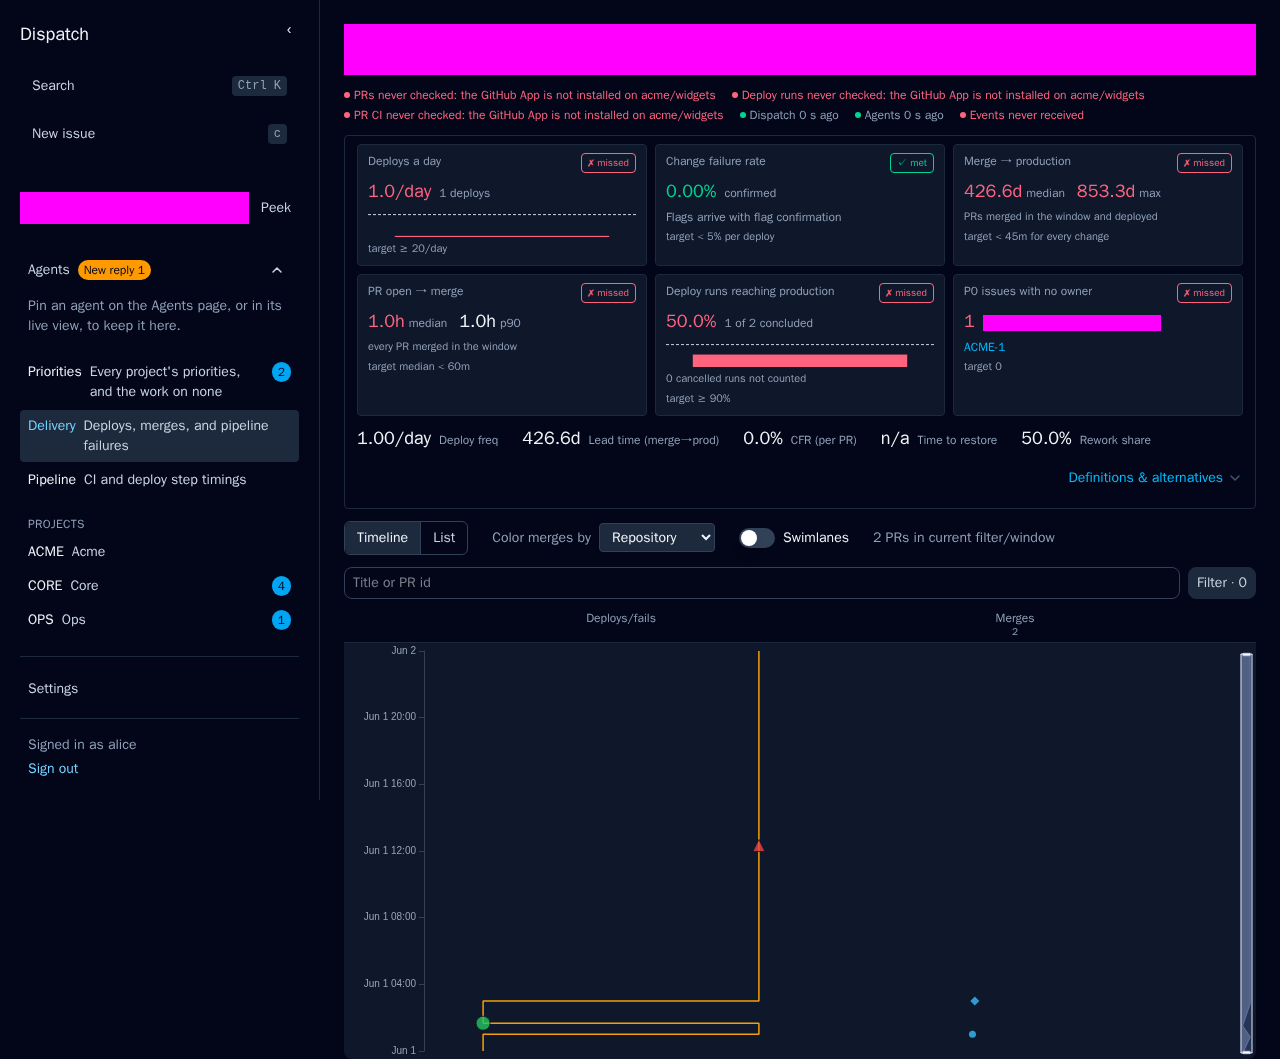 Dispatch
Search Ctrl K
New issue C
Peek
Agents New reply 1
Pin an agent on the Agents page, or in its
live view, to keep it here.
Priorities Every project's priorities,
and the work on none
2
Delivery Deploys, merges, and pipeline
failures
Pipeline CI and deploy step timings
PROJECTS
ACME Acme
CORE Core 4
OPS Ops 1
Settings
Signed in as alice
Sign out
PRs never checked: the GitHub App is not installed on acme/widgets Deploy runs never checked: the GitHub App is not installed on acme/widgets
PR CI never checked: the GitHub App is not installed on acme/widgets Dispatch 0 s ago Agents 0 s ago Events never received
Deploys a day ✗ missed
1.0/day 1 deploys
target ≥ 20/day
Change failure rate ✓ met
0.00% confirmed
Flags arrive with flag confirmation
target < 5% per deploy
Merge → production ✗ missed
426.6d median 853.3d max
PRs merged in the window and deployed
target < 45m for every change
PR open → merge ✗ missed
1.0h median 1.0h p90
every PR merged in the window
target median < 60m
Deploy runs reaching production ✗ missed
50.0% 1 of 2 concluded
0 cancelled runs not counted
target ≥ 90%
P0 issues with no owner ✗ missed
1
ACME-1
target 0
1.00/day Deploy freq 426.6d Lead time (merge→prod) 0.0% CFR (per PR) n/a Time to restore 50.0% Rework share
Definitions & alternatives
Timeline List Color merges by Repository Swimlanes 2 PRs in current filter/window
Title or PR id Filter · 0
Deploys/fails Merges
2
Jun 2
Jun 1 20:00
Jun 1 16:00
Jun 1 12:00
Jun 1 08:00
Jun 1 04:00
Jun 1